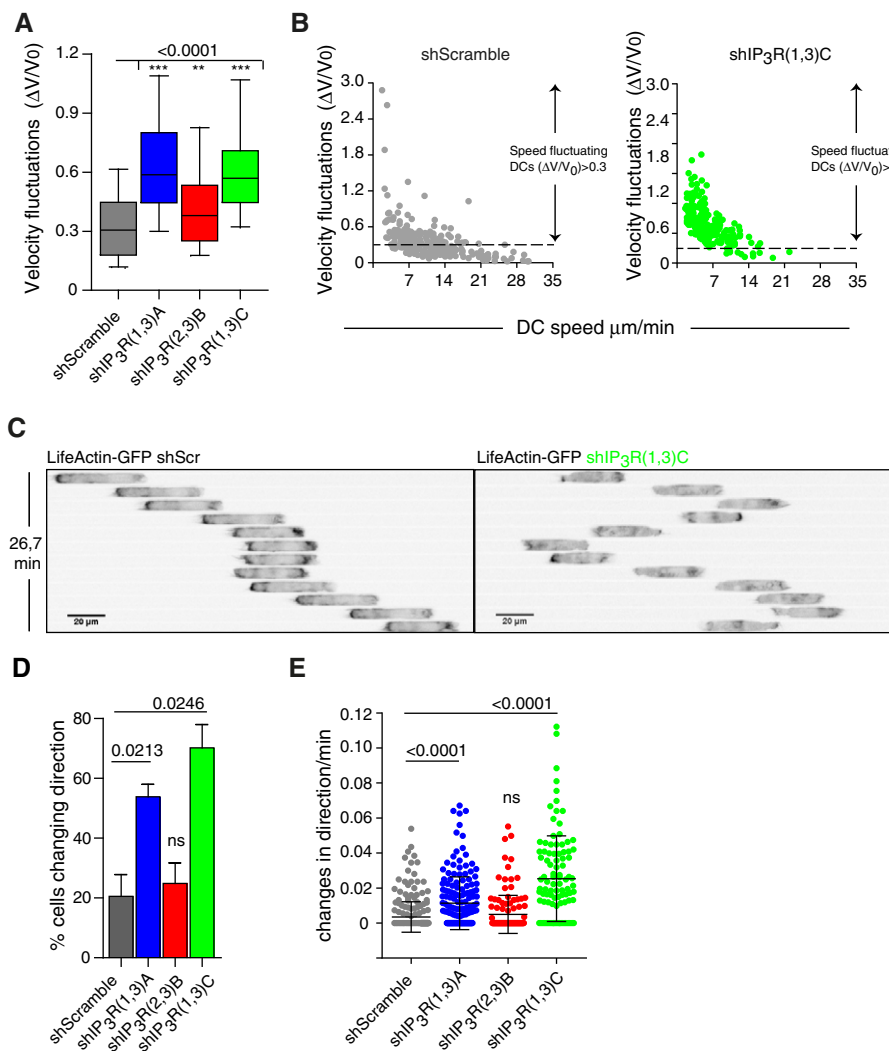 A
Velocity fluctuations (ΔV/V0)
1.2
0.9
0.6
0.3
0
<0.0001
***
**
***
shScramble
shIP3R(1,3)A
shIP3R(2,3)B
shIP3R(1,3)C
B
shScramble
Velocity fluctuations (ΔV/V0)
3.0
2.4
1.8
1.2
0.6
0
Speed fluctuating
DCs (ΔV/V0)>0.3
7
14
21
28
35
shIP3R(1,3)C
Velocity fluctuations (ΔV/V0)
3.0
2.4
1.8
1.2
0.6
0
Speed fluctua
DCs (ΔV/V0)>
7
14
21
28
35
DC speed μm/min
C
LifeActin-GFP shScr
LifeActin-GFP shIP3R(1,3)C
26,7
min
20 μm
20 μm
D
% cells changing direction
80
60
40
20
0
0.0246
0.0213
ns
shScramble
shIP3R(1,3)A
shIP3R(2,3)B
shIP3R(1,3)C
E
changes in direction/min
0.12
0.10
0.08
0.06
0.04
0.02
0
<0.0001
<0.0001
ns
shScramble
shIP3R(1,3)A
shIP3R(2,3)B
shIP3R(1,3)C